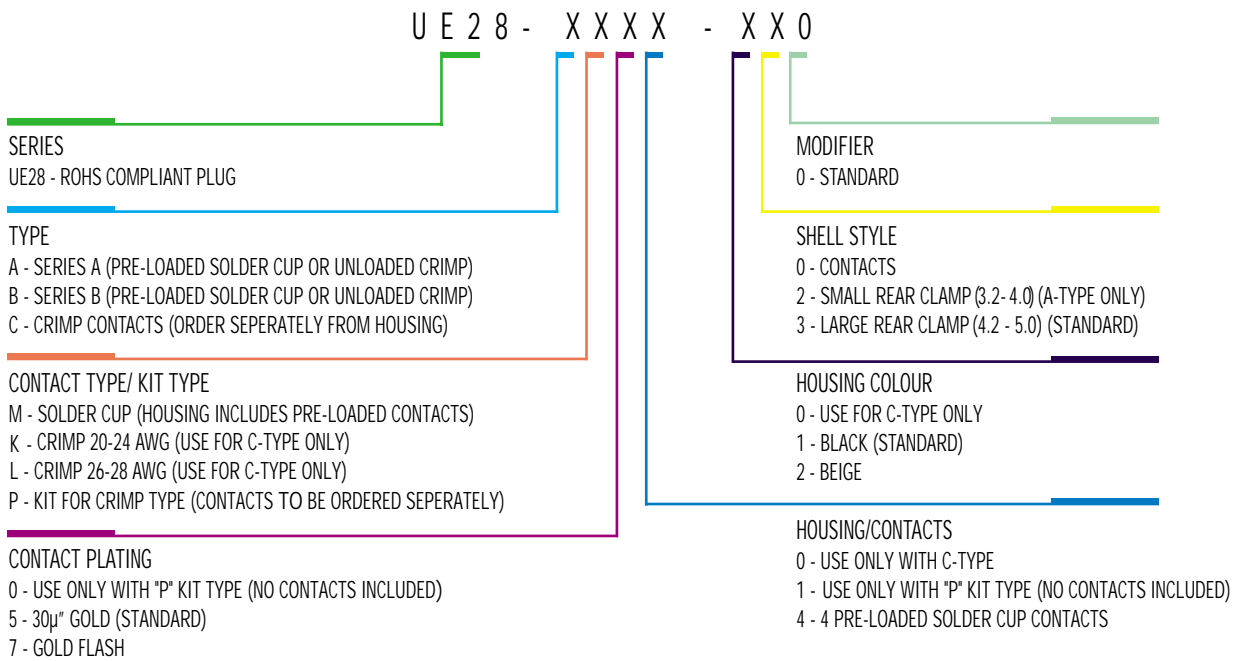 UE28- XXXX - XX0
SERIES
UE28 - ROHS COMPLIANT PLUG
TYPE
A - SERIES A (PRE-LOADED SOLDER CUP OR UNLOADED CRIMP)
B - SERIES B (PRE-LOADED SOLDER CUP OR UNLOADED CRIMP)
C - CRIMP CONTACTS (ORDER SEPERATELY FROM HOUSING)
CONTACT TYPE/ KIT TYPE
M - SOLDER CUP (HOUSING INCLUDES PRE-LOADED CONTACTS)
K - CRIMP 20-24 AWG (USE FOR C-TYPE ONLY)
L - CRIMP 26-28 AWG (USE FOR C-TYPE ONLY)
P - KIT FOR CRIMP TYPE (CONTACTS TO BE ORDERED SEPERATELY)
CONTACT PLATING
0 - USE ONLY WITH "P" KIT TYPE (NO CONTACTS INCLUDED)
5 - 30µ" GOLD (STANDARD)
7 - GOLD FLASH
MODIFIER
0 - STANDARD
SHELL STYLE
0 - CONTACTS
2 - SMALL REAR CLAMP (3.2- 4.0) (A-TYPE ONLY)
3 - LARGE REAR CLAMP (4.2 - 5.0) (STANDARD)
HOUSING COLOUR
0 - USE FOR C-TYPE ONLY
1 - BLACK (STANDARD)
2 - BEIGE
HOUSING/CONTACTS
0 - USE ONLY WITH C-TYPE
1 - USE ONLY WITH "P" KIT TYPE (NO CONTACTS INCLUDED)
4 - 4 PRE-LOADED SOLDER CUP CONTACTS